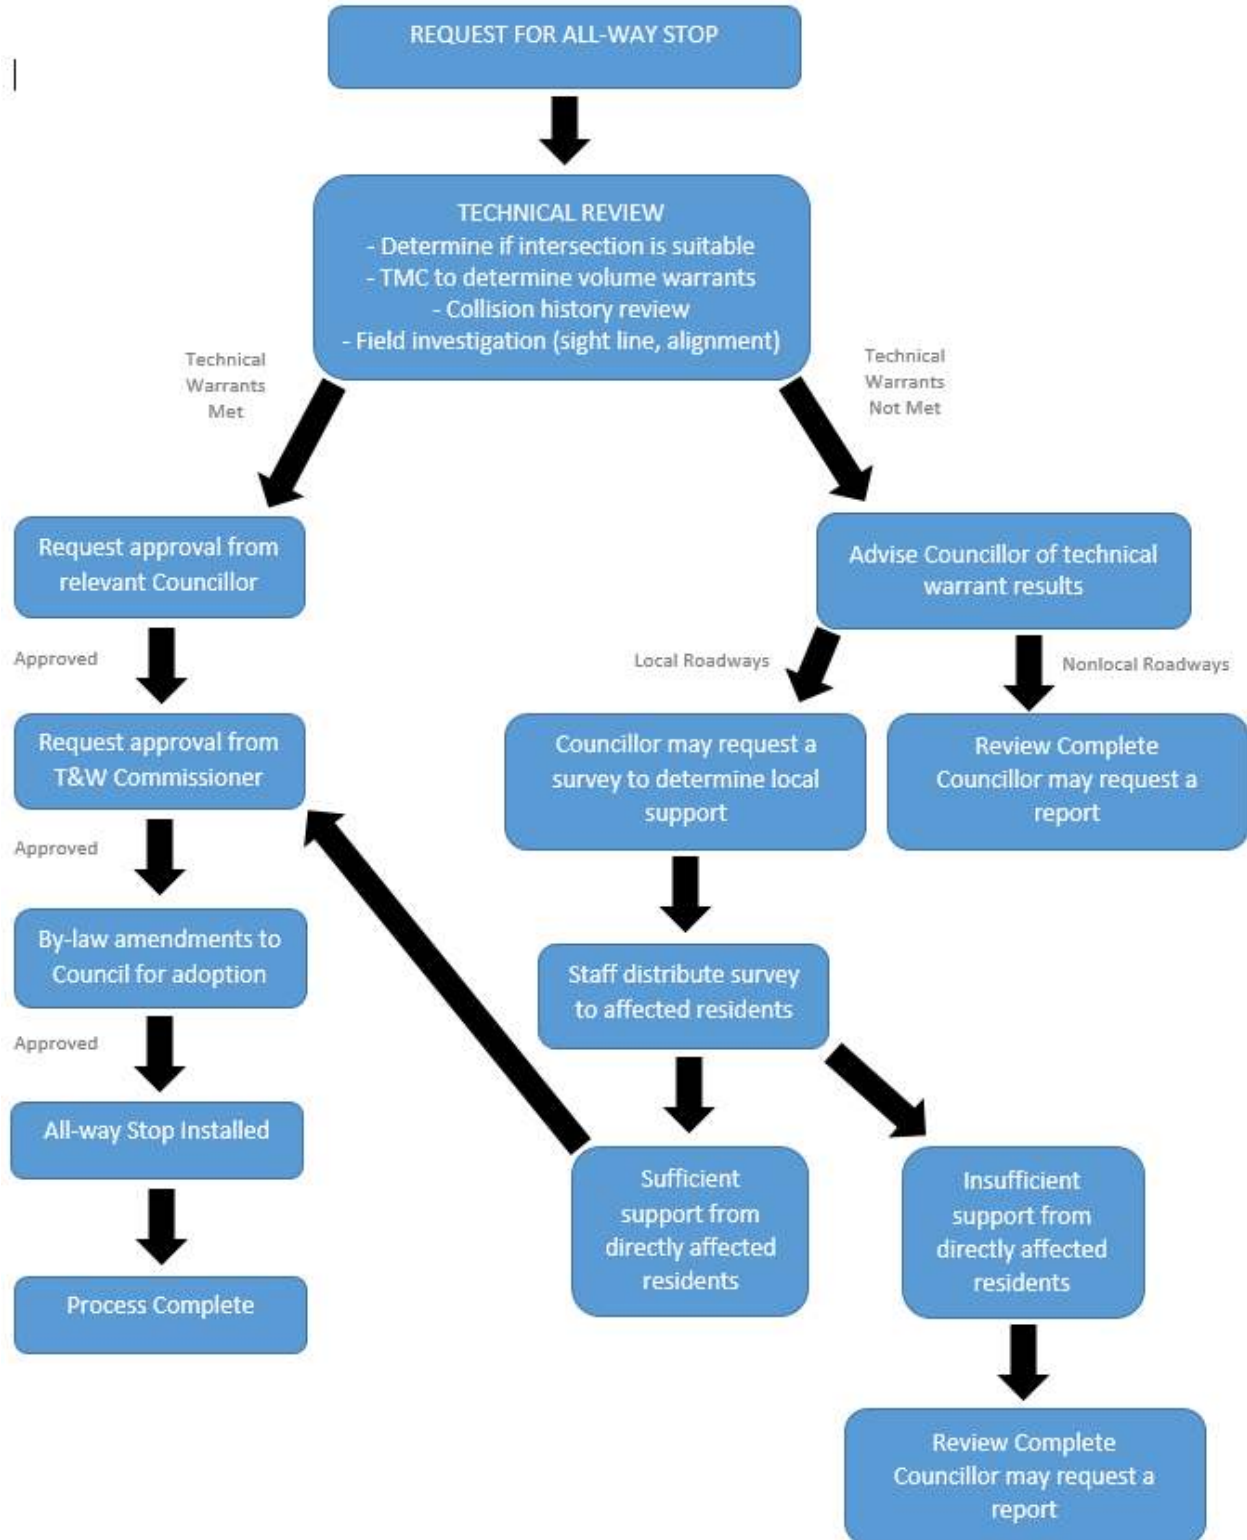 REQUEST FOR ALL-WAY STOP
TECHNICAL REVIEW
- Determine if intersection is suitable
- TMC to determine volume warrants
- Collision history review
- Field investigation (sight line, alignment)
Technical
Warrants
Met
Technical
Warrants
Not Met
Request approval from
relevant Councillor
Advise Councillor of technical
warrant results
Approved
Local Roadways
Nonlocal Roadways
Request approval from
T&W Commissioner
Councillor may request a
survey to determine local
support
Review Complete
Councillor may request a
report
Approved
By-law amendments to
Council for adoption
Staff distribute survey
to affected residents
Approved
All-way Stop Installed
Sufficient
support from
directly affected
residents
Insufficient
support from
directly affected
residents
Process Complete
Review Complete
Councillor may request a
report